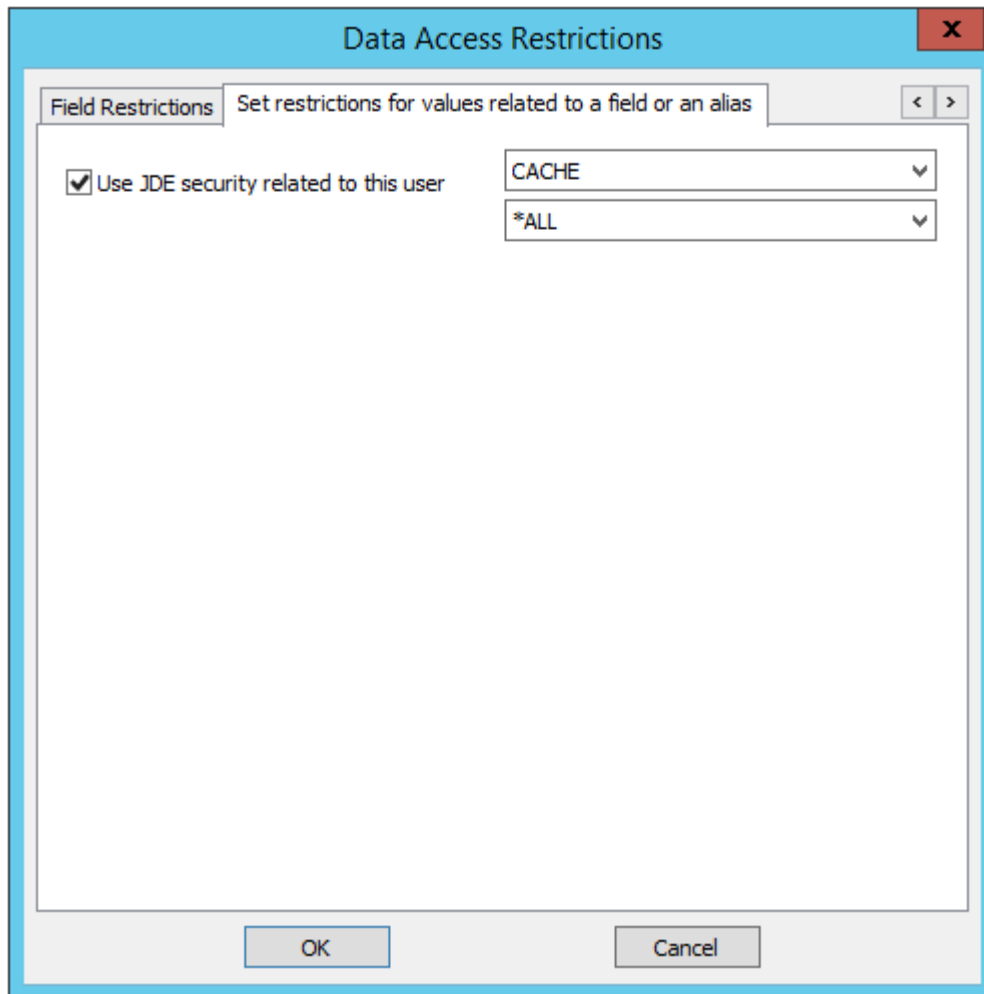 Data Access Restrictions
x
Field Restrictions
Set restrictions for values related to a field or an alias
< >
Use JDE security related to this user
CACHE
*ALL
OK
Cancel